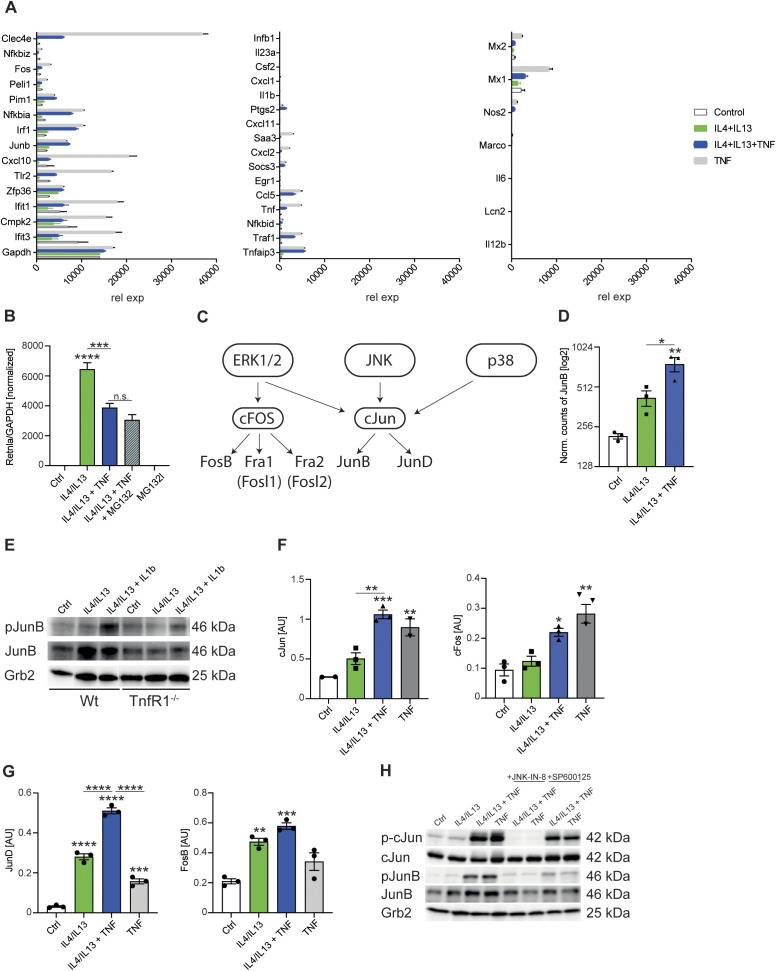 A
Clec4e
Nfkbiz
Fos
Peli1
Pim1
Nfkbia
Irf1
Junb
Cxcl10
Tlr2
Zfp36
Ifit1
Cmpk2
Ifit3
Gapdh
0 10000 20000 30000 40000
rel exp
Infb1
Il23a
Csf2
Cxcl1
Il1b
Ptgs2
Cxcl11
Saa3
Cxcl2
Socs3
Egr1
Ccl5
Tnf
Nfkbid
Traf1
Tnfaip3
0 10000 20000 30000 40000
rel exp
Mx2
Mx1
Nos2
Marco
Il6
Lcn2
Il12b
0 10000 20000 30000 40000
rel exp
Control
IL4+IL13
IL4+IL13+TNF
TNF
B
Retnla/GAPDH [normalized]
8000
6000
4000
2000
0
****
***
n.s.
Ctrl
IL4/IL13
IL4/IL13 + TNF
IL4/IL13 + TNF + MG132
MG132I
C
ERK1/2 JNK p38
cFOS cJun
FosB Fra1 Fra2 JunB JunD
(Fosl1) (Fosl2)
D
Norm. counts of JunB [log2]
1024
512
256
128
*
**
Ctrl
IL4/IL13
IL4/IL13 + TNF
E
Ctrl
IL4/IL13
IL4/IL13 + IL1b
Ctrl
IL4/IL13
IL4/IL13 + IL1b
pJunB 46 kDa
JunB 46 kDa
Grb2 25 kDa
Wt TnfR1-/-
F
cJun [AU]
1.5
1.0
0.5
0
**
***
**
Ctrl
IL4/IL13
IL4/IL13 + TNF
TNF
cFos [AU]
0.4
0.3
0.2
0.1
0.0
*
**
Ctrl
IL4/IL13
IL4/IL13 + TNF
TNF
G
JunD [AU]
0.6
0.4
0.2
0.0
**** ****
****
****
***
Ctrl
IL4/IL13
IL4/IL13 + TNF
TNF
FosB [AU]
0.8
0.6
0.4
0.2
0.0
**
***
Ctrl
IL4/IL13
IL4/IL13 + TNF
TNF
H
+JNK-IN-8 +SP600125
Ctrl
IL4/IL13
IL4/IL13 + TNF
TNF
IL4/IL13 + TNF
TNF
IL4/IL13 + TNF
TNF
p-cJun 42 kDa
cJun 42 kDa
pJunB 46 kDa
JunB 46 kDa
Grb2 25 kDa